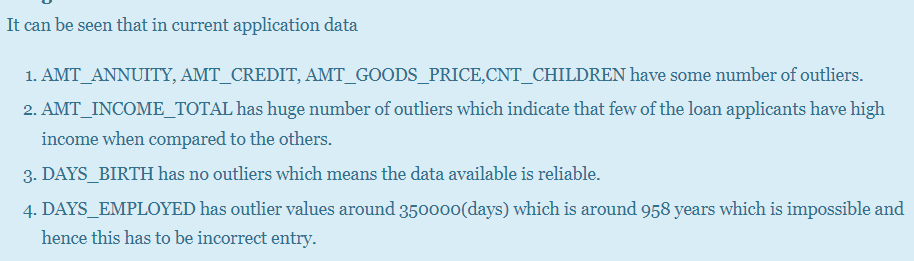 It can be seen that in current application data
1. AMT_ANNUITY, AMT_CREDIT, AMT_GOODS_PRICE,CNT_CHILDREN have some number of outliers.
2. AMT_INCOME_TOTAL has huge number of outliers which indicate that few of the loan applicants have high
income when compared to the others.
3. DAYS_BIRTH has no outliers which means the data available is reliable.
4. DAYS_EMPLOYED has outlier values around 350000(days) which is around 958 years which is impossible and
hence this has to be incorrect entry.